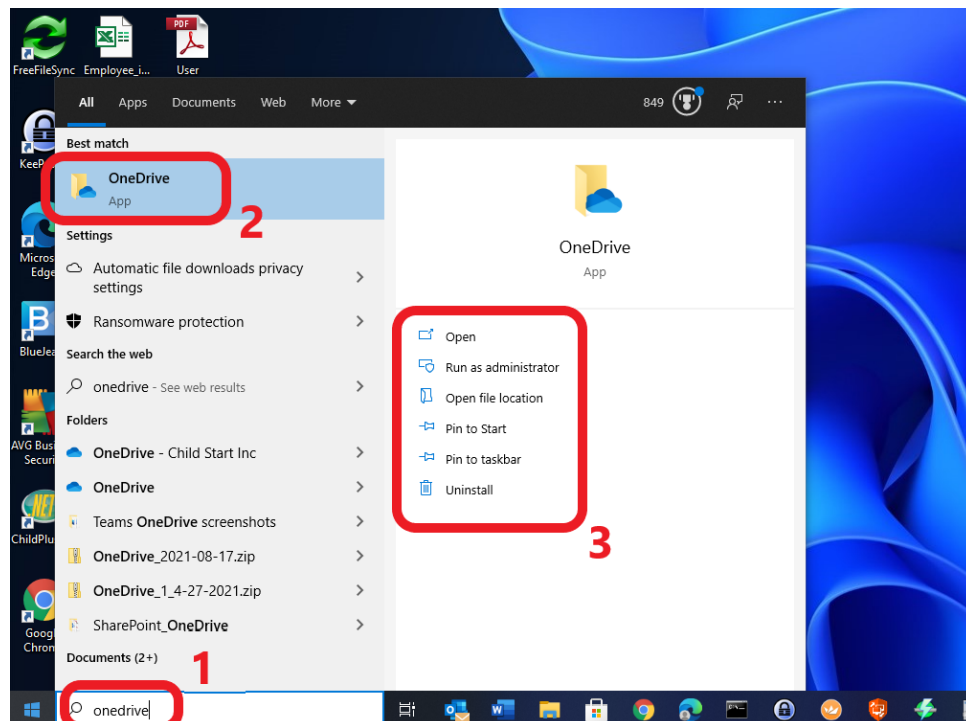 PDF
FreeFileSync Employee_i... User
All Apps Documents Web More 849 ...
Best match
OneDrive
App
2
Settings
Automatic file downloads privacy
settings
Ransomware protection
Search the web
onedrive - See web results
Folders
OneDrive - Child Start Inc
OneDrive
Teams OneDrive screenshots
OneDrive_2021-08-17.zip
OneDrive_1_4-27-2021.zip
SharePoint_OneDrive
Documents (2+)
1
onedrive
OneDrive
App
Open
Run as administrator
Open file location
Pin to Start
Pin to taskbar
Uninstall
3
KeeP
Micros
Edge
BlueJea
AVG Busi
Securi
ChildPlu
Googl
Chrom